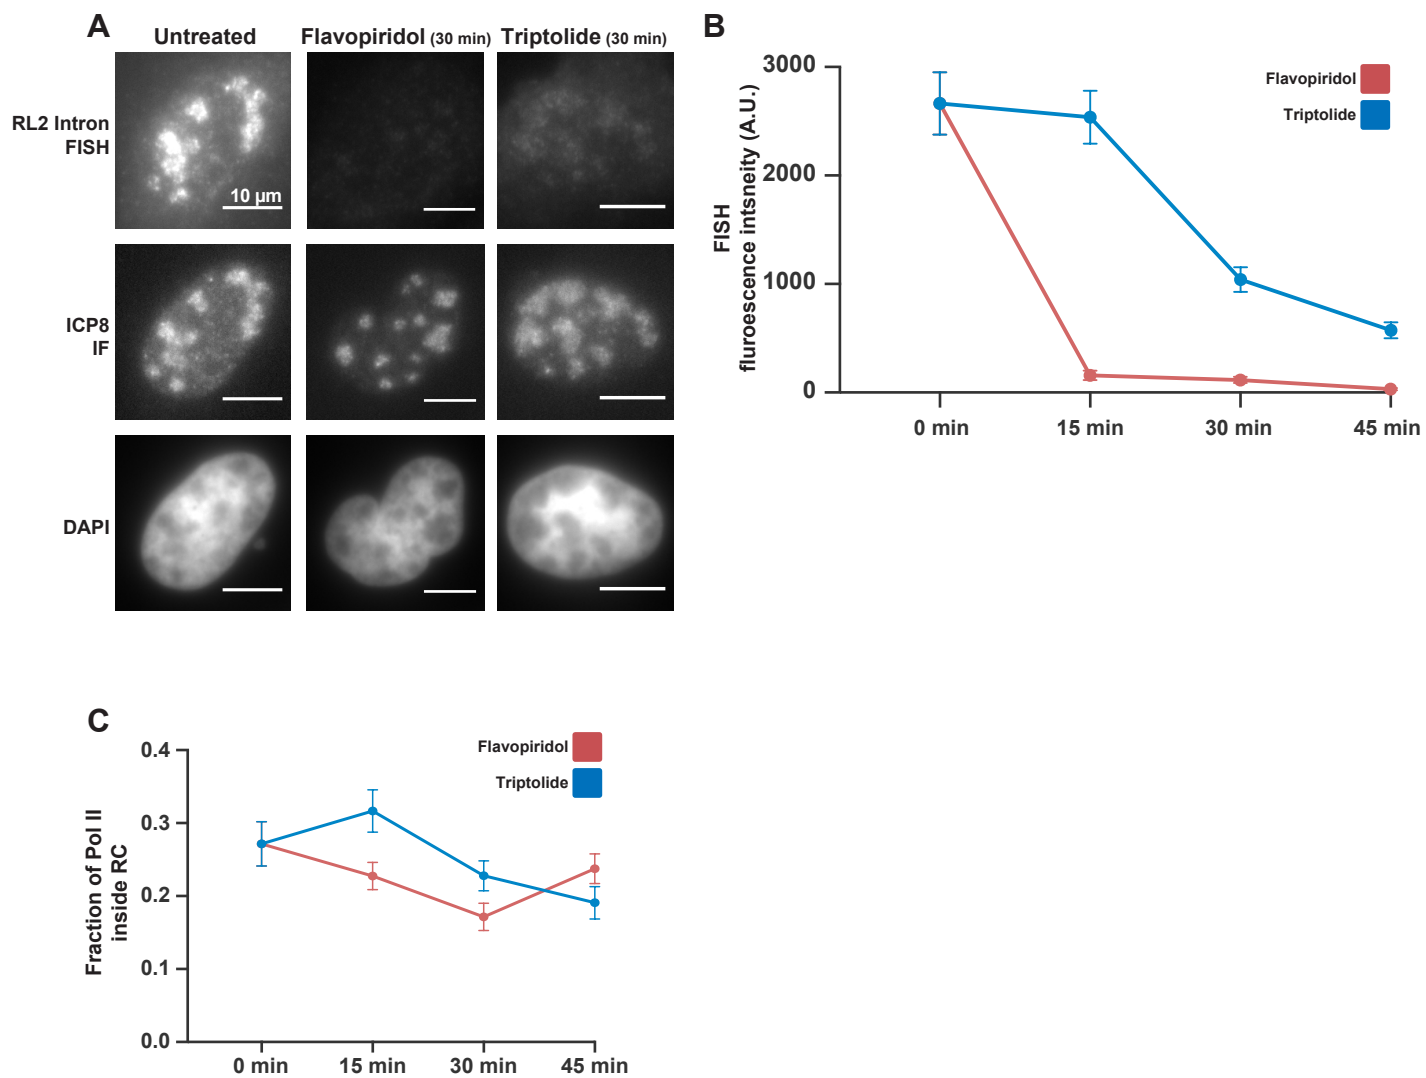 A
Untreated
Flavopiridol (30 min)
Triptolide (30 min)
RL2 Intron
FISH
10 µm
ICP8
IF
DAPI
B
FISH
fluroescence intsneity (A.U.)
3000
2000
1000
0
0 min
15 min
30 min
45 min
Flavopiridol
Triptolide
C
Fraction of Pol II
inside RC
0.4
0.3
0.2
0.1
0.0
0 min
15 min
30 min
45 min
Flavopiridol
Triptolide